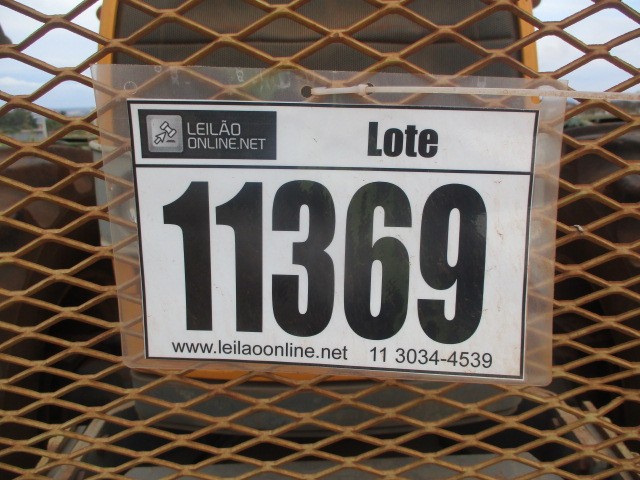 LEILÃO
ONLINE.NET
Lote
11369
www.leilaoonline.net 11 3034-4539